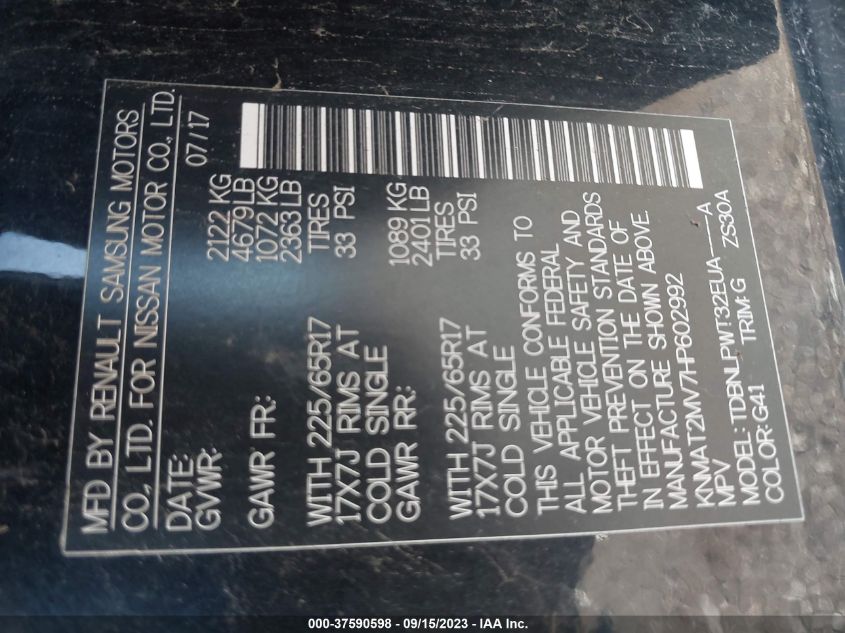 MFD BY RENAULT SAMSUNG MOTORS
CO., LTD. FOR NISSAN MOTOR CO., LTD.
DATE: 07/17
GVWR: 2122 KG
4679 LB
GAWR FR: 1072 KG
2363 LB
WITH 225/65R17 TIRES
17X7J RIMS AT 33 PSI
COLD SINGLE
GAWR RR: 1089 KG
2401 LB
WITH 225/65R17 TIRES
17X7J RIMS AT 33 PSI
COLD SINGLE
THIS VEHICLE CONFORMS TO
ALL APPLICABLE FEDERAL
MOTOR VEHICLE SAFETY AND
THEFT PREVENTION STANDARDS
IN EFFECT ON THE DATE OF
MANUFACTURE SHOWN ABOVE.
KNMAT2MV7HP602992
MPV
MODEL: TDBNLPWT32EUA-----A
COLOR: G41 TRIM: G ZS30A
000-37590598 - 09/15/2023 - IAA Inc.